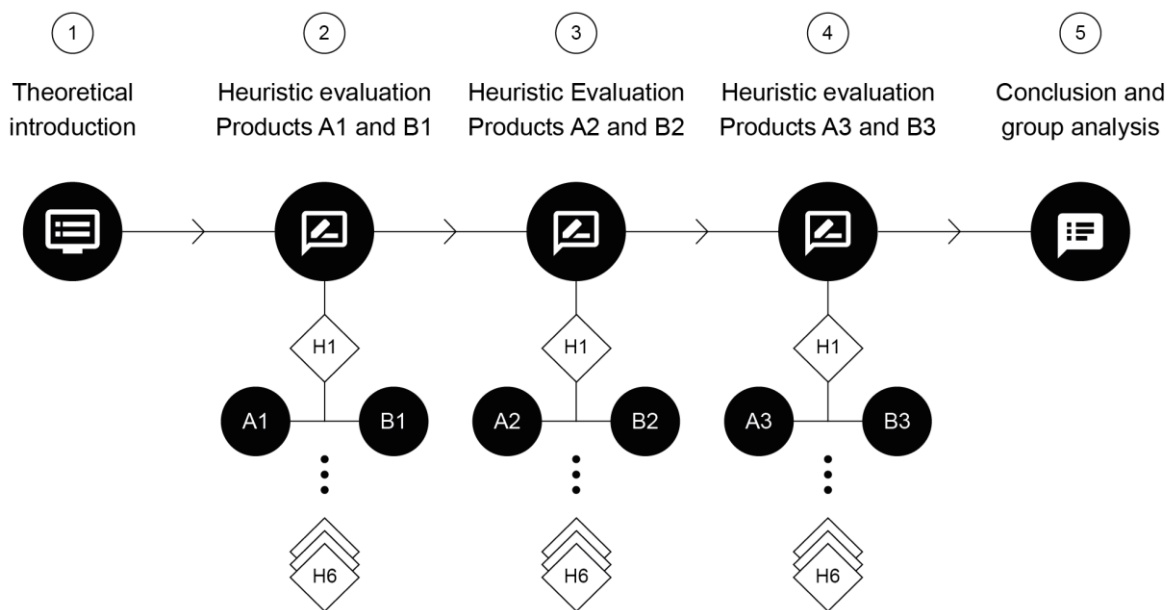 1
Theoretical
introduction
2
Heuristic evaluation
Products A1 and B1
3
Heuristic Evaluation
Products A2 and B2
4
Heuristic evaluation
Products A3 and B3
5
Conclusion and
group analysis
H1
A1
B1
H6
H1
A2
B2
H6
H1
A3
B3
H6